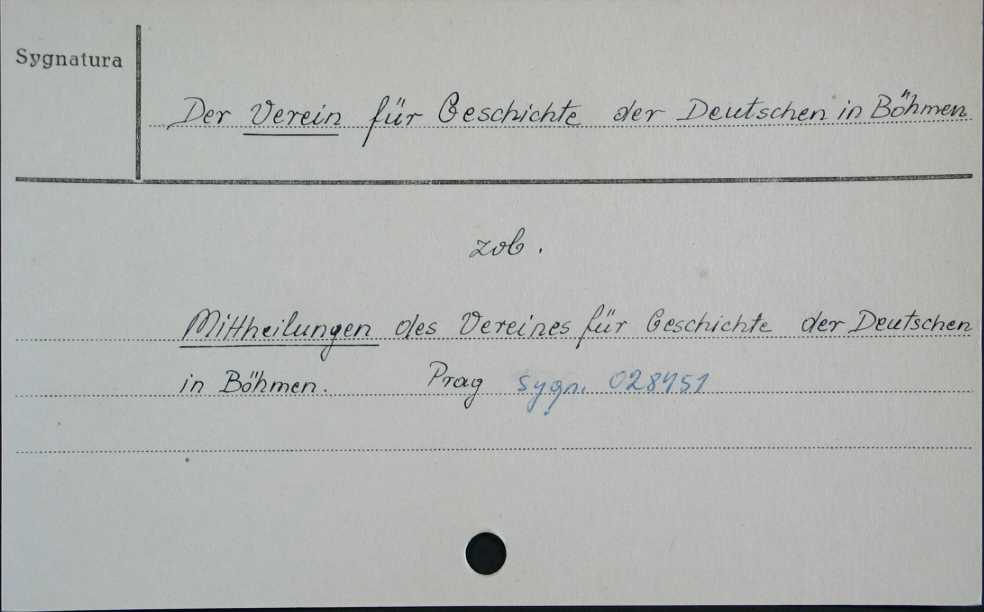 Sygnatura
Der Verein für Geschichte der Deutschen in Böhmen
zob.
Mittheilungen des Vereines für Geschichte der Deutschen
in Böhmen. Prag sygn. 028451